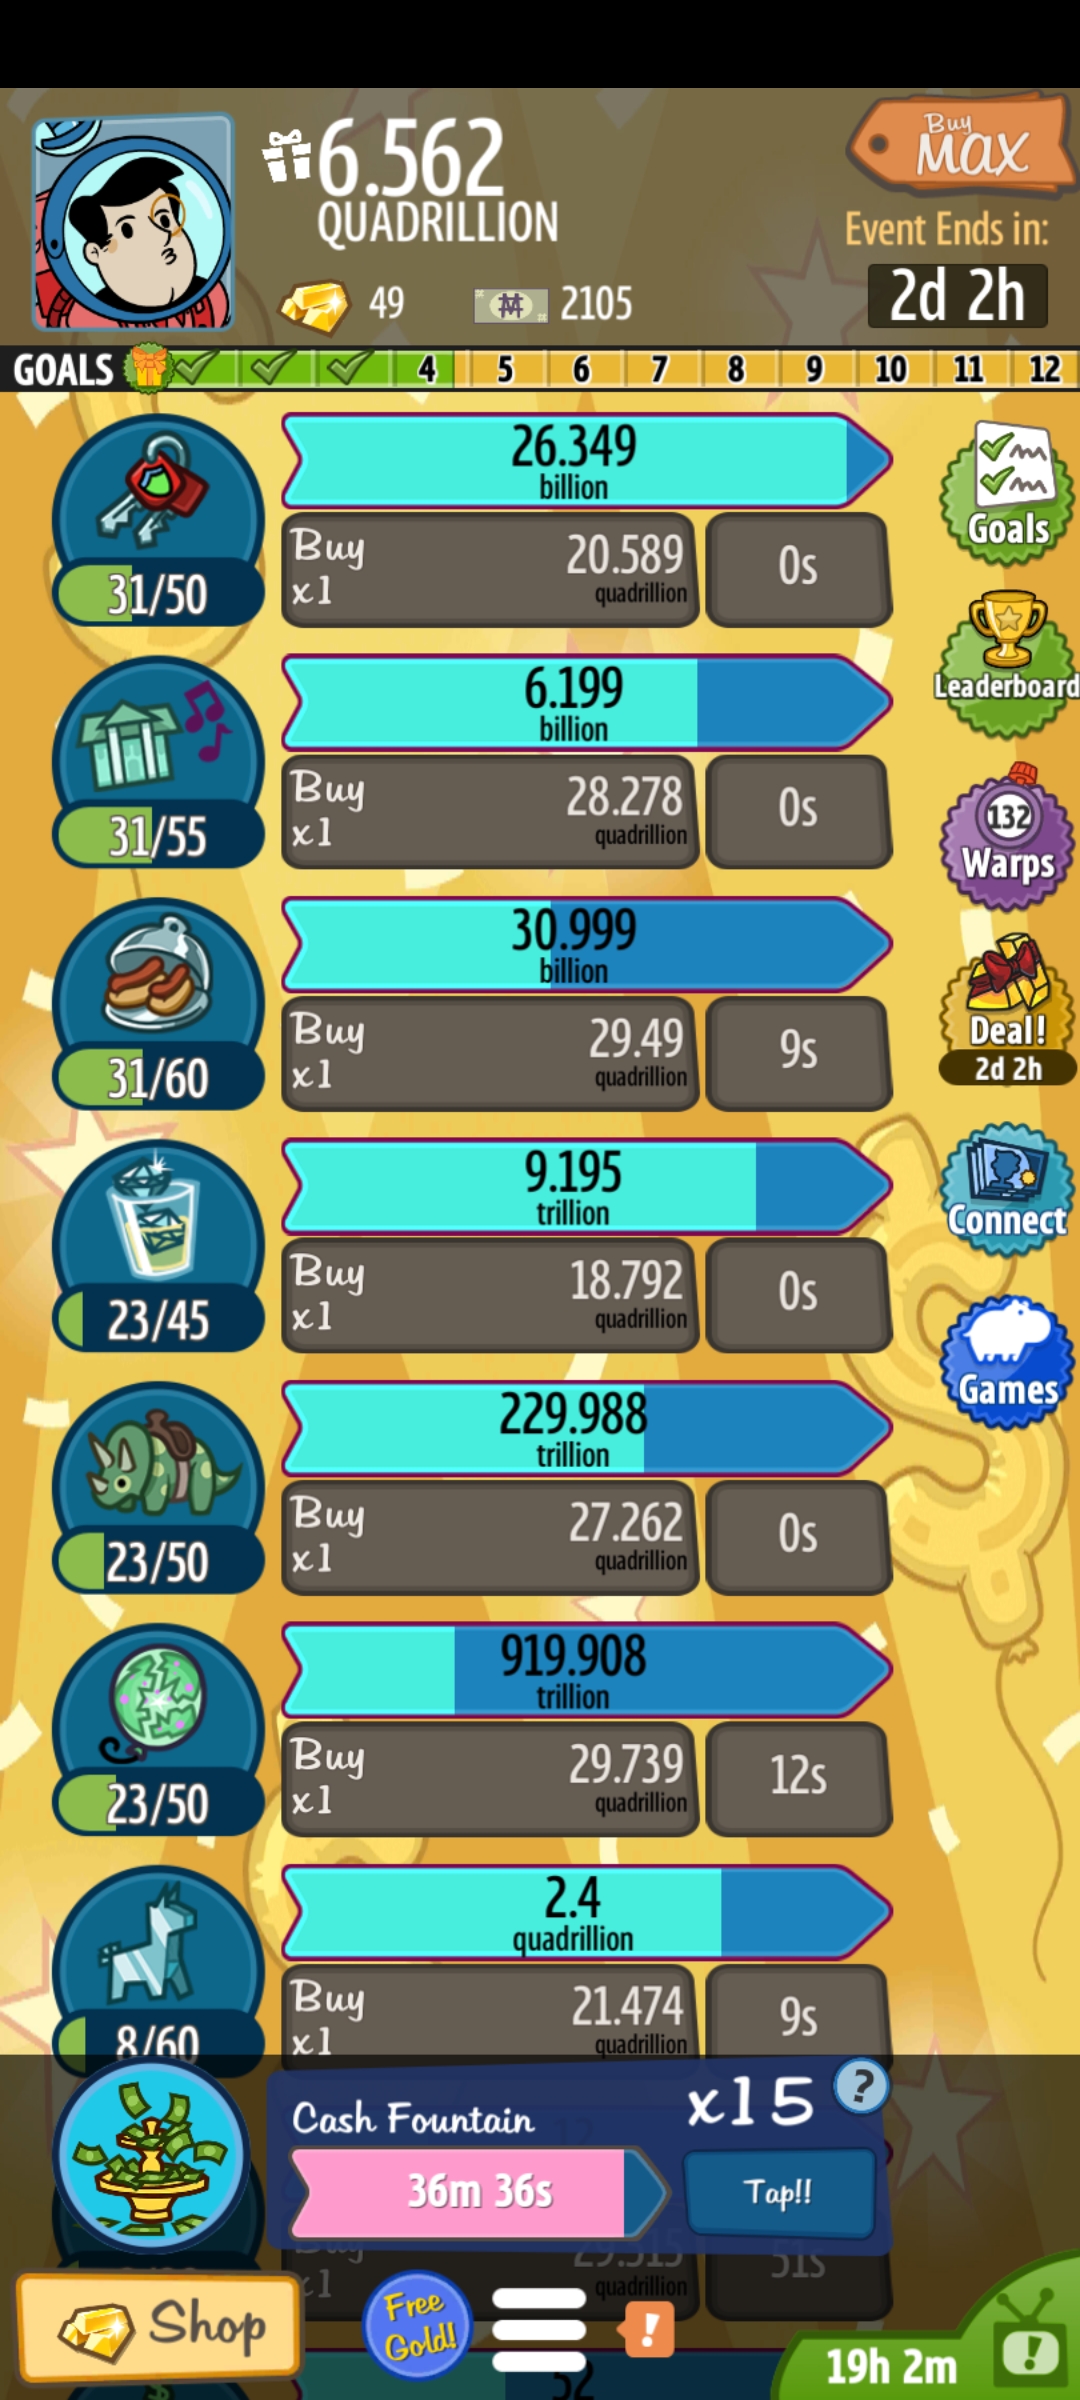 6.562
QUADRILLION
Buy
MAX
Event Ends in:
2d 2h
49
2105
GOALS 4 5 6 7 8 9 10 11 12
26.349
billion
Buy
x1
20.589
quadrillion
0s
31/50
Goals
6.199
billion
Buy
x1
28.278
quadrillion
0s
31/55
Leaderboard
132
Warps
30.999
billion
Buy
x1
29.49
quadrillion
9s
31/60
Deal!
2d 2h
9.195
trillion
Buy
x1
18.792
quadrillion
0s
23/45
Connect
229.988
trillion
Buy
x1
27.262
quadrillion
0s
23/50
Games
919.908
trillion
Buy
x1
29.739
quadrillion
12s
23/50
2.4
quadrillion
Buy
x1
21.474
quadrillion
9s
8/60
Cash Fountain
x15
?
36m 36s
Tap!!
Buy
x1
29.515
quadrillion
51s
Shop
Free
Gold!
!
19h 2m
!